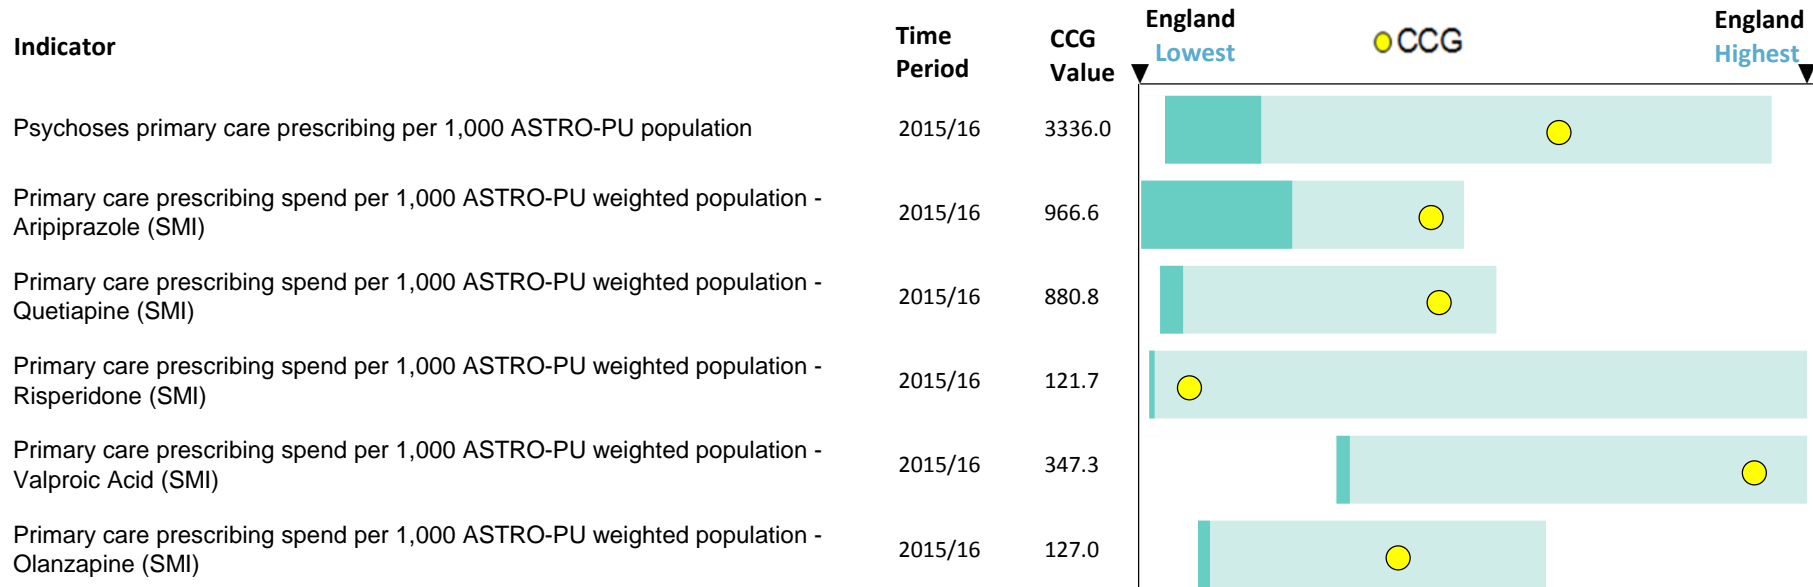 Indicator
Time
Period
CCG
Value
England
Lowest
CCG
England
Highest
Psychoses primary care prescribing per 1,000 ASTRO-PU population
2015/16
3336.0
Primary care prescribing spend per 1,000 ASTRO-PU weighted population -
Aripiprazole (SMI)
2015/16
966.6
Primary care prescribing spend per 1,000 ASTRO-PU weighted population -
Quetiapine (SMI)
2015/16
880.8
Primary care prescribing spend per 1,000 ASTRO-PU weighted population -
Risperidone (SMI)
2015/16
121.7
Primary care prescribing spend per 1,000 ASTRO-PU weighted population -
Valproic Acid (SMI)
2015/16
347.3
Primary care prescribing spend per 1,000 ASTRO-PU weighted population -
Olanzapine (SMI)
2015/16
127.0